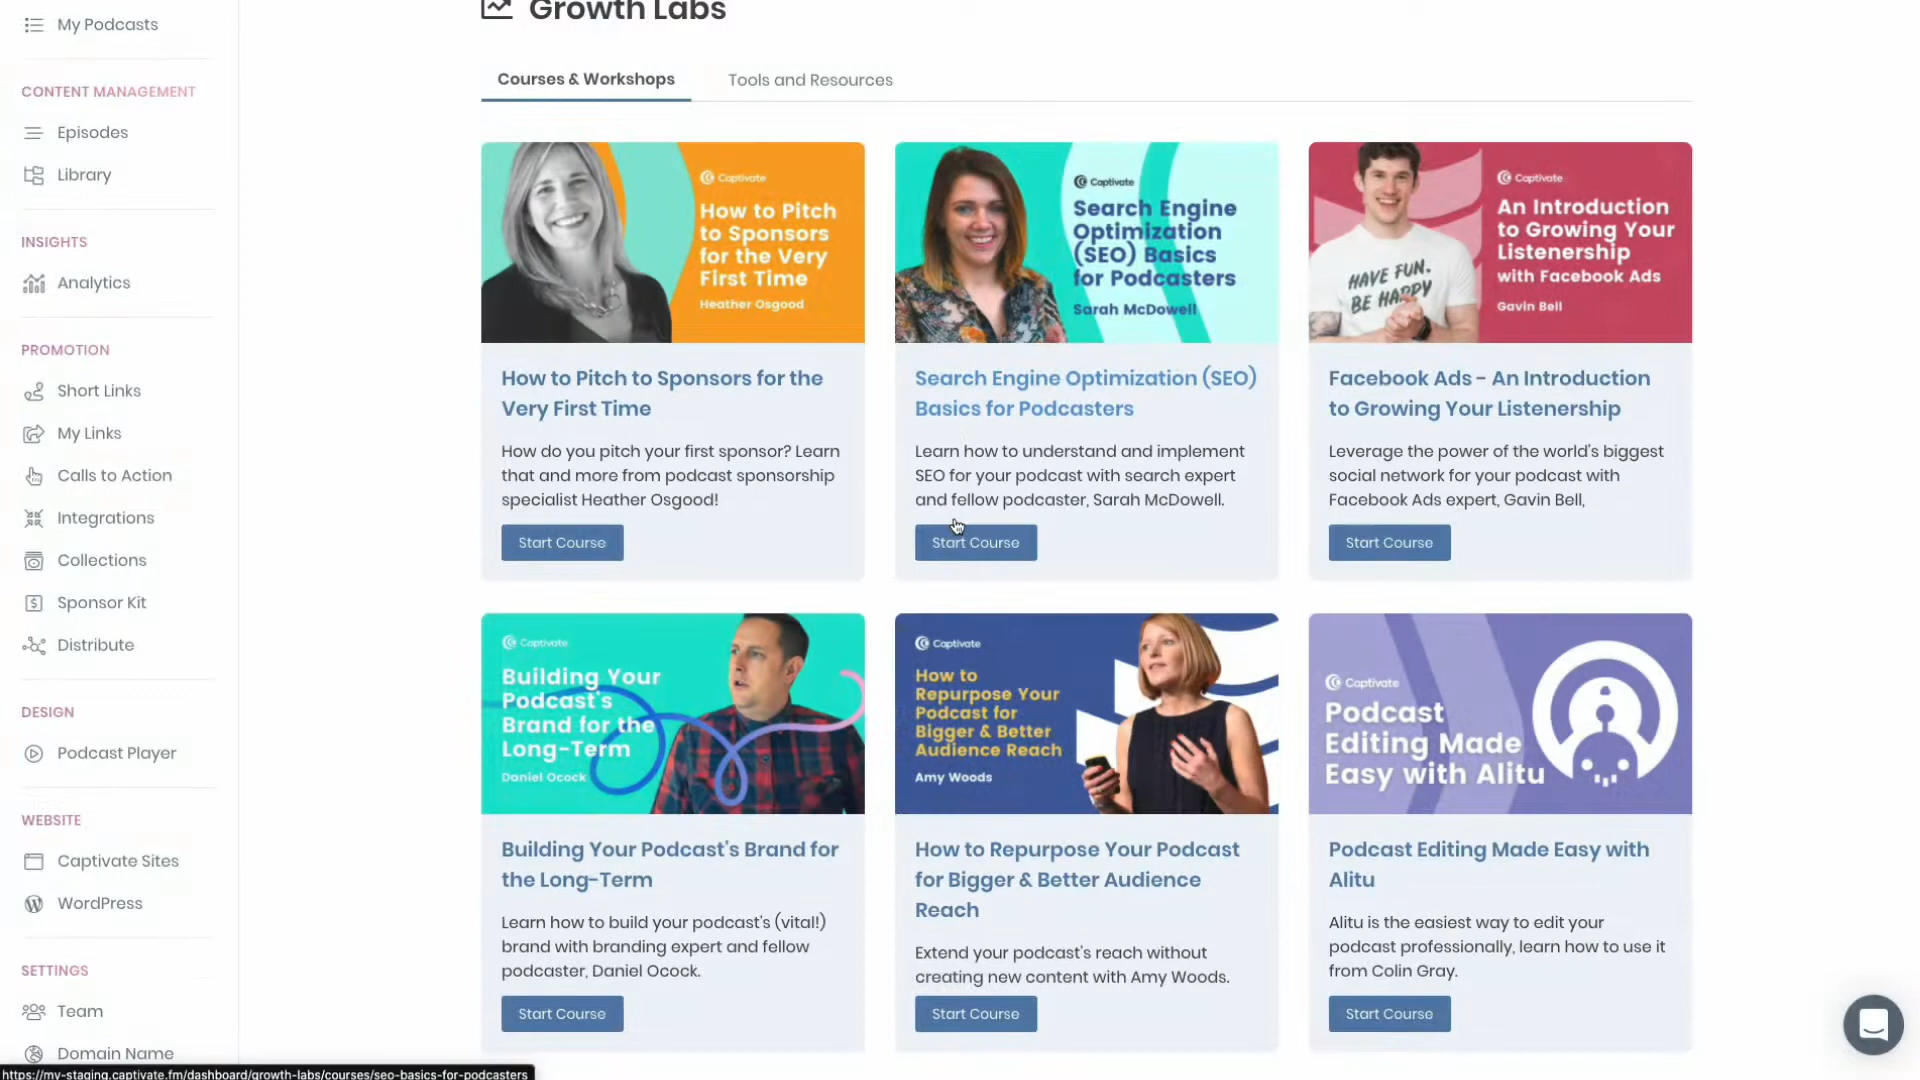 Growth Labs
My Podcasts
CONTENT MANAGEMENT
Episodes
Library
INSIGHTS
Analytics
PROMOTION
Short Links
My Links
Calls to Action
Integrations
Collections
Sponsor Kit
Distribute
DESIGN
Podcast Player
WEBSITE
Captivate Sites
WordPress
SETTINGS
Team
Domain Name
Courses & Workshops
Tools and Resources
Captivate
How to Pitch
to Sponsors
for the Very
First Time
Heather Osgood
How to Pitch to Sponsors for the
Very First Time
How do you pitch your first sponsor? Learn
that and more from podcast sponsorship
specialist Heather Osgood!
Start Course
Captivate
Search Engine
Optimization
(SEO) Basics
for Podcasters
Sarah McDowell
Search Engine Optimization (SEO)
Basics for Podcasters
Learn how to understand and implement
SEO for your podcast with search expert
and fellow podcaster, Sarah McDowell.
Start Course
HAVE FUN.
BE HAPPY
Captivate
An Introduction
to Growing Your
Listenership
with Facebook Ads
Gavin Bell
Facebook Ads - An Introduction
to Growing Your Listenership
Leverage the power of the world's biggest
social network for your podcast with
Facebook Ads expert, Gavin Bell,
Start Course
Captivate
Building Your
Podcast's
Brand for the
Long-Term
Daniel Ocock
Building Your Podcast's Brand for
the Long-Term
Learn how to build your podcast's (vital!)
brand with branding expert and fellow
podcaster, Daniel Ocock.
Start Course
Captivate
How to
Repurpose Your
Podcast for
Bigger & Better
Audience Reach
Amy Woods
How to Repurpose Your Podcast
for Bigger & Better Audience
Reach
Extend your podcast's reach without
creating new content with Amy Woods.
Start Course
Captivate
Podcast
Editing Made
Easy with Alitu
Podcast Editing Made Easy with
Alitu
Alitu is the easiest way to edit your
podcast professionally, learn how to use it
from Colin Gray.
Start Course
https://my-staging.captivate.fm/dashboard/growth-labs/courses/seo-basics-for-podcasters